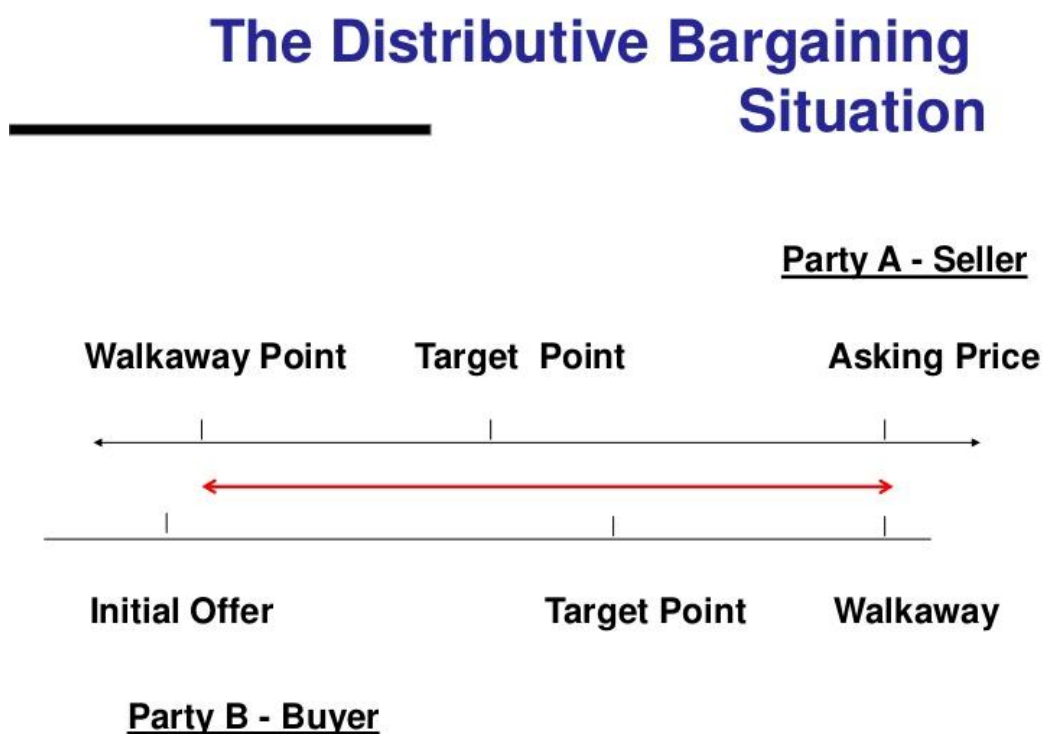 The Distributive Bargaining
Situation
Party A - Seller
Walkaway Point Target Point Asking Price
Initial Offer Target Point Walkaway
Party B - Buyer